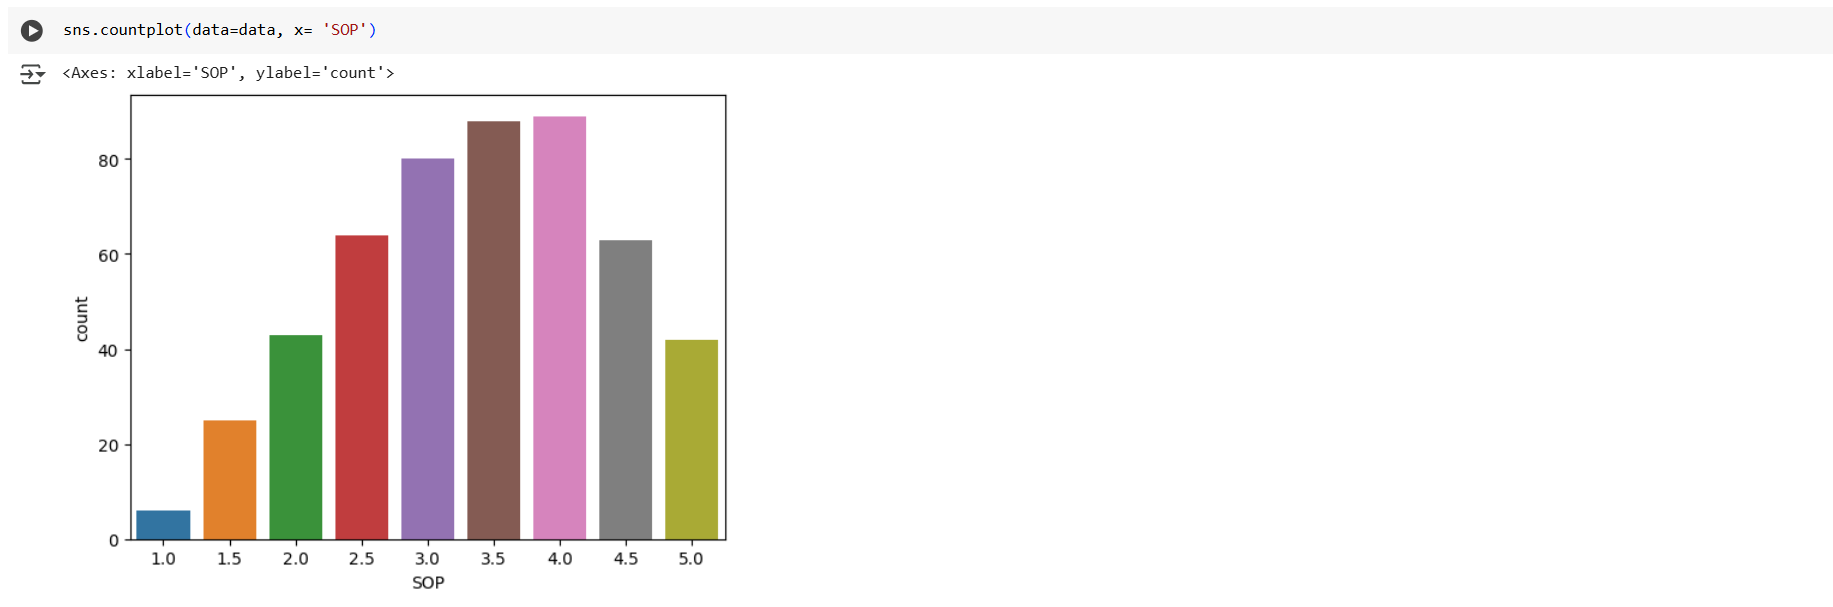 sns.countplot(data=data, x= 'SOP')
<Axes: xlabel='SOP', ylabel='count'>
80
60
40
20
0
count
1.0 1.5 2.0 2.5 3.0 3.5 4.0 4.5 5.0
SOP